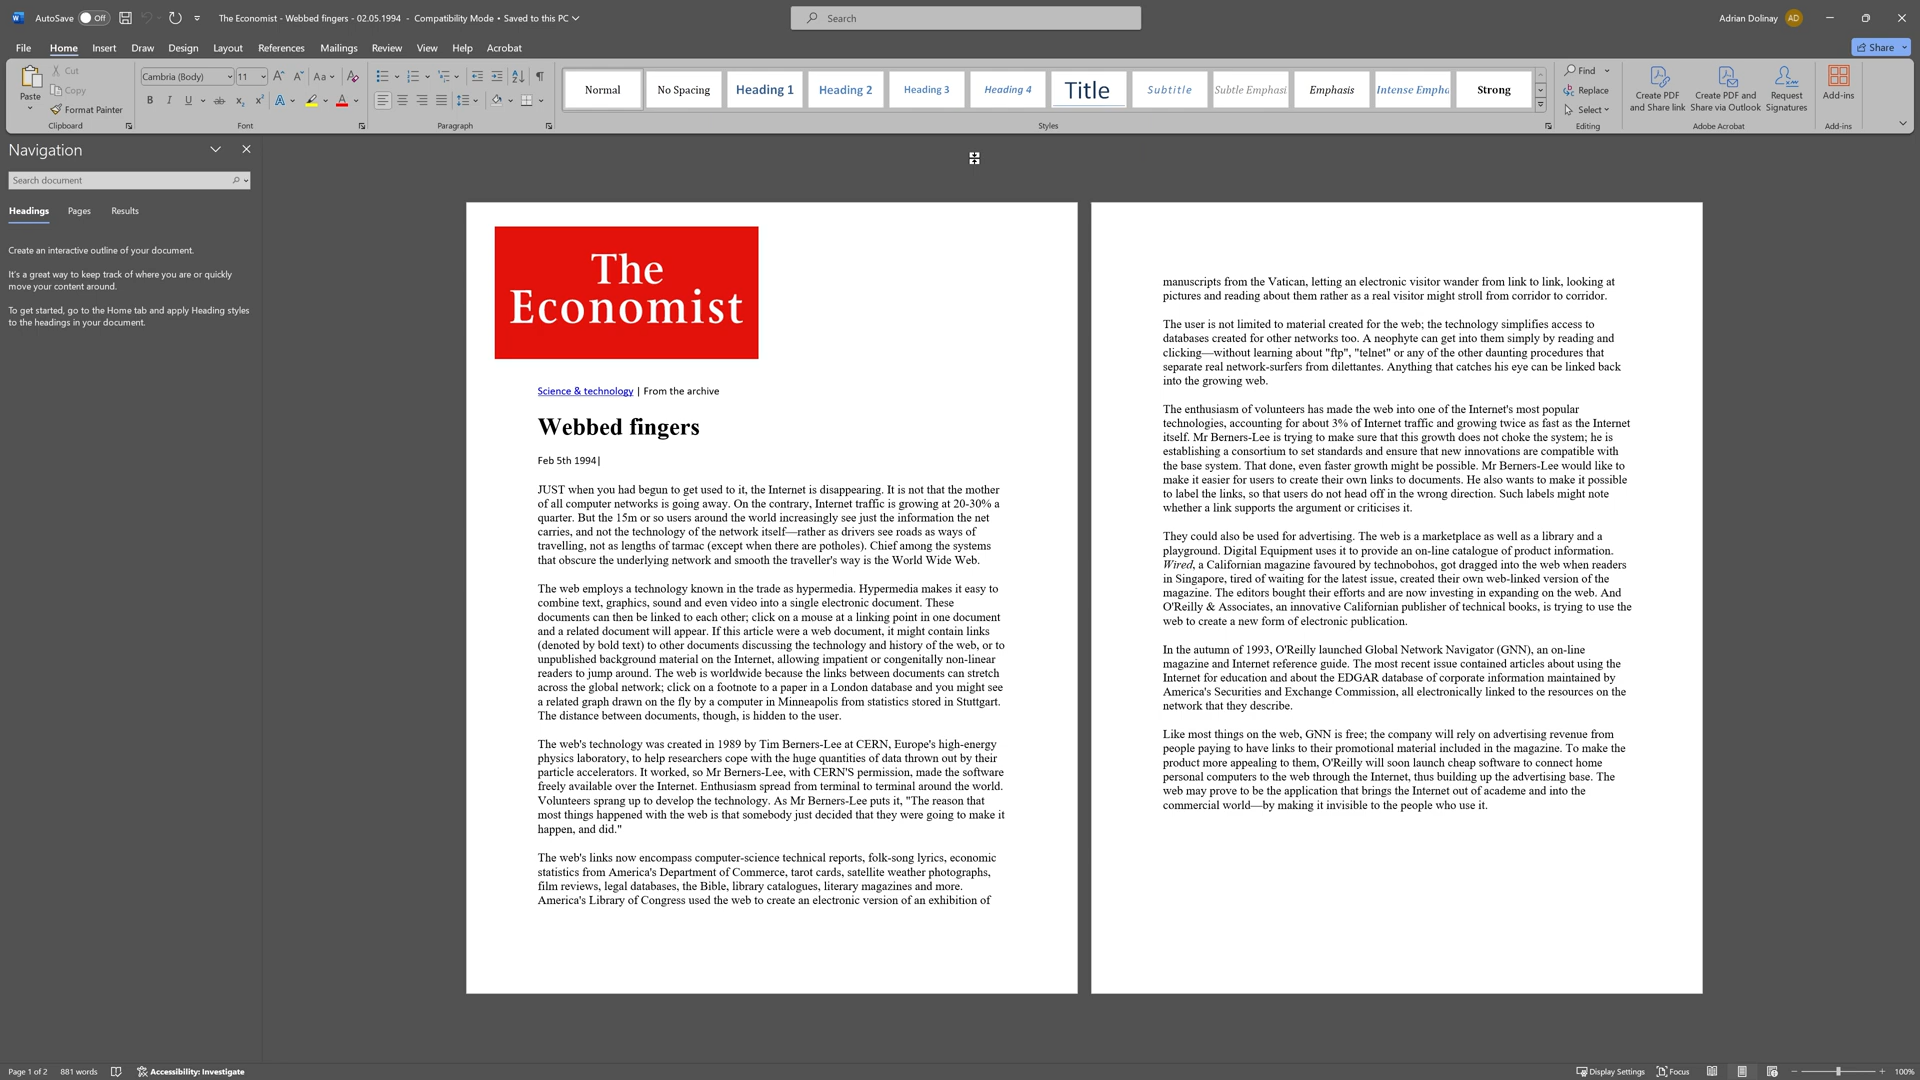 AutoSave Off The Economist - Webbed fingers - 02.05.1994 - Compatibility Mode • Saved to this PC Search Adrian Dolinay AD
File Home Insert Draw Design Layout References Mailings Review View Help Acrobat Share
Paste
Cut
Copy
Format Painter
Clipboard
Cambria (Body) 11
Font
Paragraph
Normal No Spacing Heading 1 Heading 2 Heading 3 Heading 4 Title Subtitle Subtle Emphasi Emphasis Intense Empha Strong
Styles
Find
Replace
Select
Editing
Create PDF
and Share link
Create PDF and
Share via Outlook
Request
Signatures
Adobe Acrobat
Add-ins
Add-ins
Navigation
Search document
Headings Pages Results
Create an interactive outline of your document.
It's a great way to keep track of where you are or quickly
move your content around.
To get started, go to the Home tab and apply Heading styles
to the headings in your document.
The
Economist
Science & technology | From the archive
Webbed fingers
Feb 5th 1994
JUST when you had begun to get used to it, the Internet is disappearing. It is not that the mother
of all computer networks is going away. On the contrary, Internet traffic is growing at 20-30% a
quarter. But the 15m or so users around the world increasingly see just the information the net
carries, and not the technology of the network itself—rather as drivers see roads as ways of
travelling, not as lengths of tarmac (except when there are potholes). Chief among the systems
that obscure the underlying network and smooth the traveller's way is the World Wide Web.
The web employs a technology known in the trade as hypermedia. Hypermedia makes it easy to
combine text, graphics, sound and even video into a single electronic document. These
documents can then be linked to each other; click on a mouse at a linking point in one document
and a related document will appear. If this article were a web document, it might contain links
(denoted by bold text) to other documents discussing the technology and history of the web, or to
unpublished background material on the Internet, allowing impatient or congenitally non-linear
readers to jump around. The web is worldwide because the links between documents can stretch
across the global network; click on a footnote to a paper in a London database and you might see
a related graph drawn on the fly by a computer in Minneapolis from statistics stored in Stuttgart.
The distance between documents, though, is hidden to the user.
The web's technology was created in 1989 by Tim Berners-Lee at CERN, Europe's high-energy
physics laboratory, to help researchers cope with the huge quantities of data thrown out by their
particle accelerators. It worked, so Mr Berners-Lee, with CERN'S permission, made the software
freely available over the Internet. Enthusiasm spread from terminal to terminal around the world.
Volunteers sprang up to develop the technology. As Mr Berners-Lee puts it, "The reason that
most things happened with the web is that somebody just decided that they were going to make it
happen, and did."
The web's links now encompass computer-science technical reports, folk-song lyrics, economic
statistics from America's Department of Commerce, tarot cards, satellite weather photographs,
film reviews, legal databases, the Bible, library catalogues, literary magazines and more.
America's Library of Congress used the web to create an electronic version of an exhibition of
manuscripts from the Vatican, letting an electronic visitor wander from link to link, looking at
pictures and reading about them rather as a real visitor might stroll from corridor to corridor.
The user is not limited to material created for the web; the technology simplifies access to
databases created for other networks too. A neophyte can get into them simply by reading and
clicking—without learning about "ftp", "telnet" or any of the other daunting procedures that
separate real network-surfers from dilettantes. Anything that catches his eye can be linked back
into the growing web.
The enthusiasm of volunteers has made the web into one of the Internet's most popular
technologies, accounting for about 3% of Internet traffic and growing twice as fast as the Internet
itself. Mr Berners-Lee is trying to make sure that this growth does not choke the system; he is
establishing a consortium to set standards and ensure that new innovations are compatible with
the base system. That done, even faster growth might be possible. Mr Berners-Lee would like to
make it easier for users to create their own links to documents. He also wants to make it possible
to label the links, so that users do not head off in the wrong direction. Such labels might note
whether a link supports the argument or criticises it.
They could also be used for advertising. The web is a marketplace as well as a library and a
playground. Digital Equipment uses it to provide an on-line catalogue of product information.
Wired, a Californian magazine favoured by technobohos, got dragged into the web when readers
in Singapore, tired of waiting for the latest issue, created their own web-linked version of the
magazine. The editors bought their efforts and are now investing in expanding on the web. And
O'Reilly & Associates, an innovative Californian publisher of technical books, is trying to use the
web to create a new form of electronic publication.
In the autumn of 1993, O'Reilly launched Global Network Navigator (GNN), an on-line
magazine and Internet reference guide. The most recent issue contained articles about using the
Internet for education and about the EDGAR database of corporate information maintained by
America's Securities and Exchange Commission, all electronically linked to the resources on the
network that they describe.
Like most things on the web, GNN is free; the company will rely on advertising revenue from
people paying to have links to their promotional material included in the magazine. To make the
product more appealing to them, O'Reilly will soon launch cheap software to connect home
personal computers to the web through the Internet, thus building up the advertising base. The
web may prove to be the application that brings the Internet out of academe and into the
commercial world—by making it invisible to the people who use it.
Page 1 of 2 881 words Accessibility: Investigate Display Settings Focus 100%